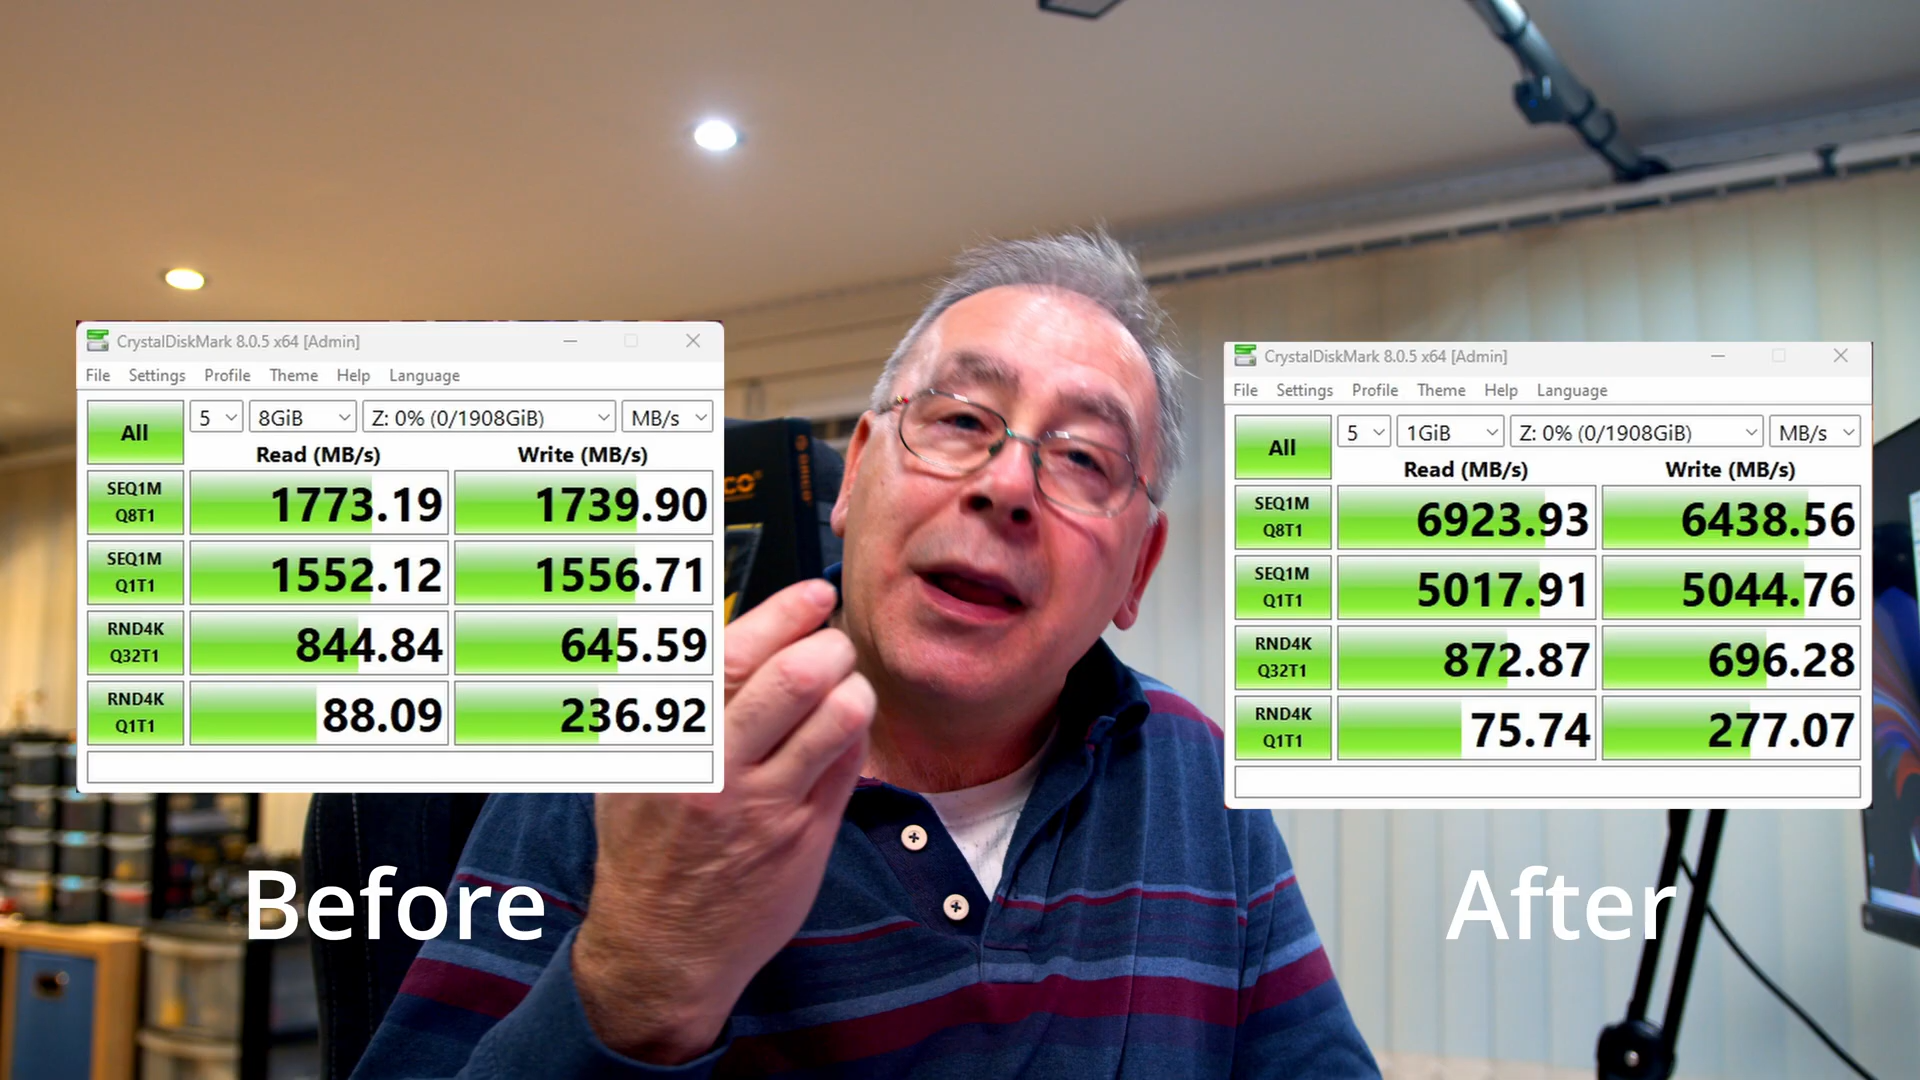 CrystalDiskMark 8.0.5 x64 [Admin]
File Settings Profile Theme Help Language
All 5 8GiB Z: 0% (0/1908GiB) MB/s
Read (MB/s) Write (MB/s)
SEQ1M Q8T1 1773.19 1739.90
SEQ1M Q1T1 1552.12 1556.71
RND4K Q32T1 844.84 645.59
RND4K Q1T1 88.09 236.92
Before
CrystalDiskMark 8.0.5 x64 [Admin]
File Settings Profile Theme Help Language
All 5 1GiB Z: 0% (0/1908GiB) MB/s
Read (MB/s) Write (MB/s)
SEQ1M Q8T1 6923.93 6438.56
SEQ1M Q1T1 5017.91 5044.76
RND4K Q32T1 872.87 696.28
RND4K Q1T1 75.74 277.07
After